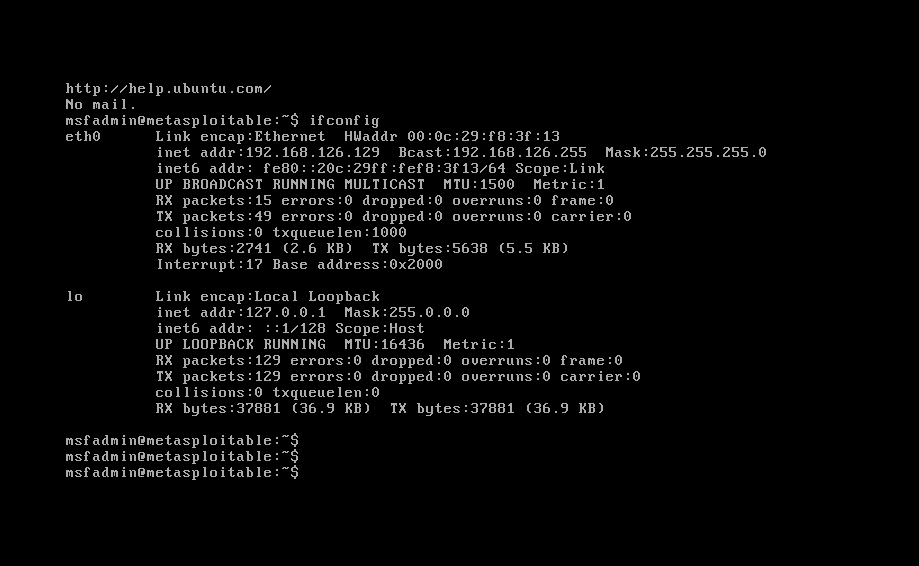 http://help.ubuntu.com/
No mail.
msfadmin@metasploitable:~$ ifconfig
eth0      Link encap:Ethernet  HWaddr 00:0c:29:f8:3f:13
          inet addr:192.168.126.129  Bcast:192.168.126.255  Mask:255.255.255.0
          inet6 addr: fe80::20c:29ff:fef8:3f13/64 Scope:Link
          UP BROADCAST RUNNING MULTICAST  MTU:1500  Metric:1
          RX packets:15 errors:0 dropped:0 overruns:0 frame:0
          TX packets:49 errors:0 dropped:0 overruns:0 carrier:0
          collisions:0 txqueuelen:1000
          RX bytes:2741 (2.6 KB)  TX bytes:5638 (5.5 KB)
          Interrupt:17 Base address:0x2000
lo        Link encap:Local Loopback
          inet addr:127.0.0.1  Mask:255.0.0.0
          inet6 addr: ::1/128 Scope:Host
          UP LOOPBACK RUNNING  MTU:16436  Metric:1
          RX packets:129 errors:0 dropped:0 overruns:0 frame:0
          TX packets:129 errors:0 dropped:0 overruns:0 carrier:0
          collisions:0 txqueuelen:0
          RX bytes:37881 (36.9 KB)  TX bytes:37881 (36.9 KB)
msfadmin@metasploitable:~$
msfadmin@metasploitable:~$
msfadmin@metasploitable:~$